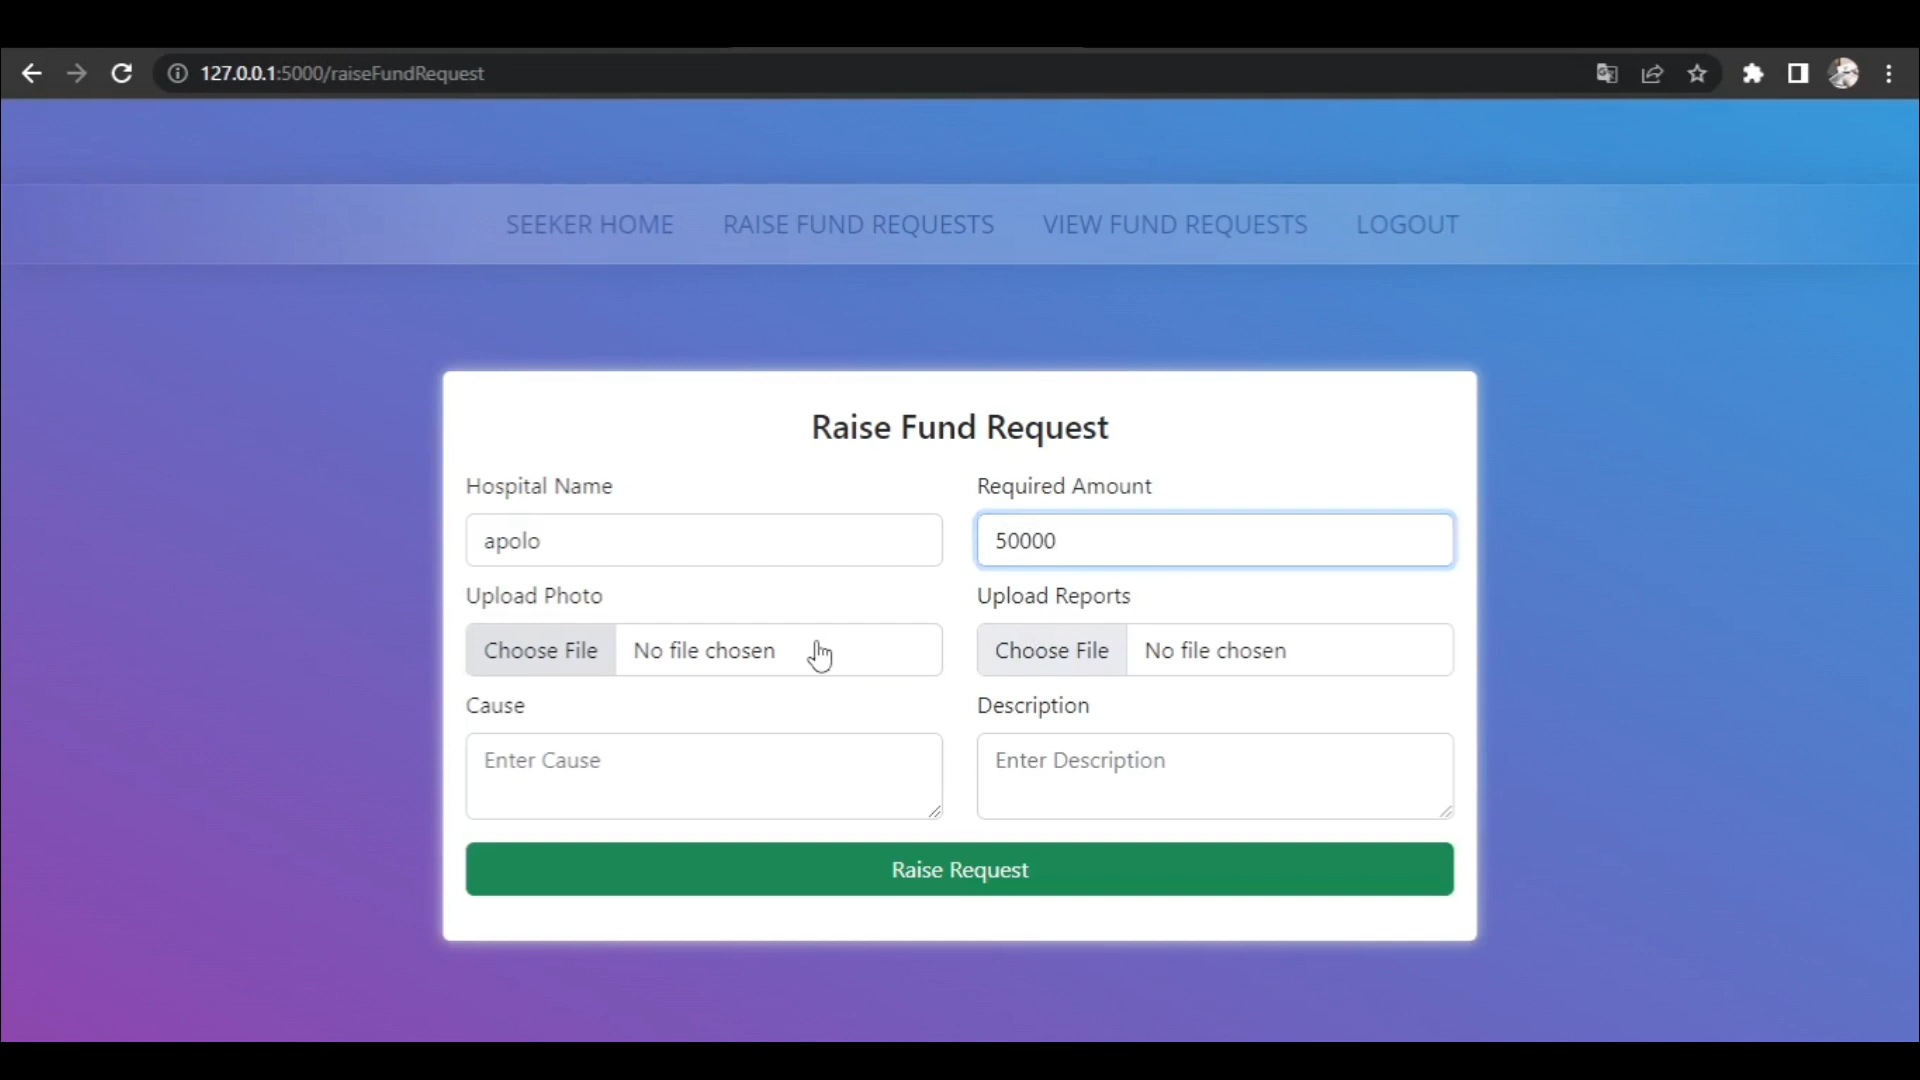 127.0.0.1:5000/raiseFundRequest
SEEKER HOME RAISE FUND REQUESTS VIEW FUND REQUESTS LOGOUT
Raise Fund Request
Hospital Name Required Amount
apolo 50000
Upload Photo Upload Reports
Choose File No file chosen Choose File No file chosen
Cause Description
Enter Cause Enter Description
Raise Request